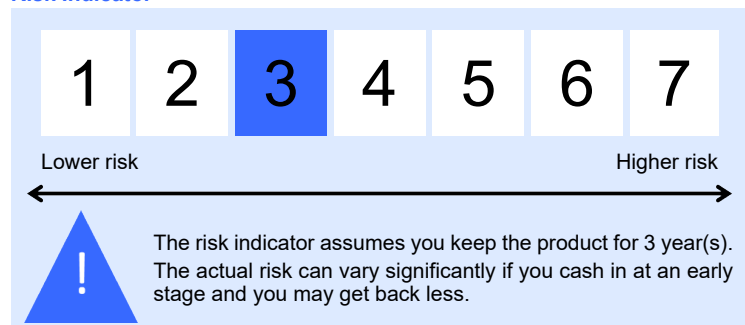 Risk Indicator
1 2 3 4 5 6 7
Lower risk Higher risk
!
The risk indicator assumes you keep the product for 3 year(s).
The actual risk can vary significantly if you cash in at an early
stage and you may get back less.